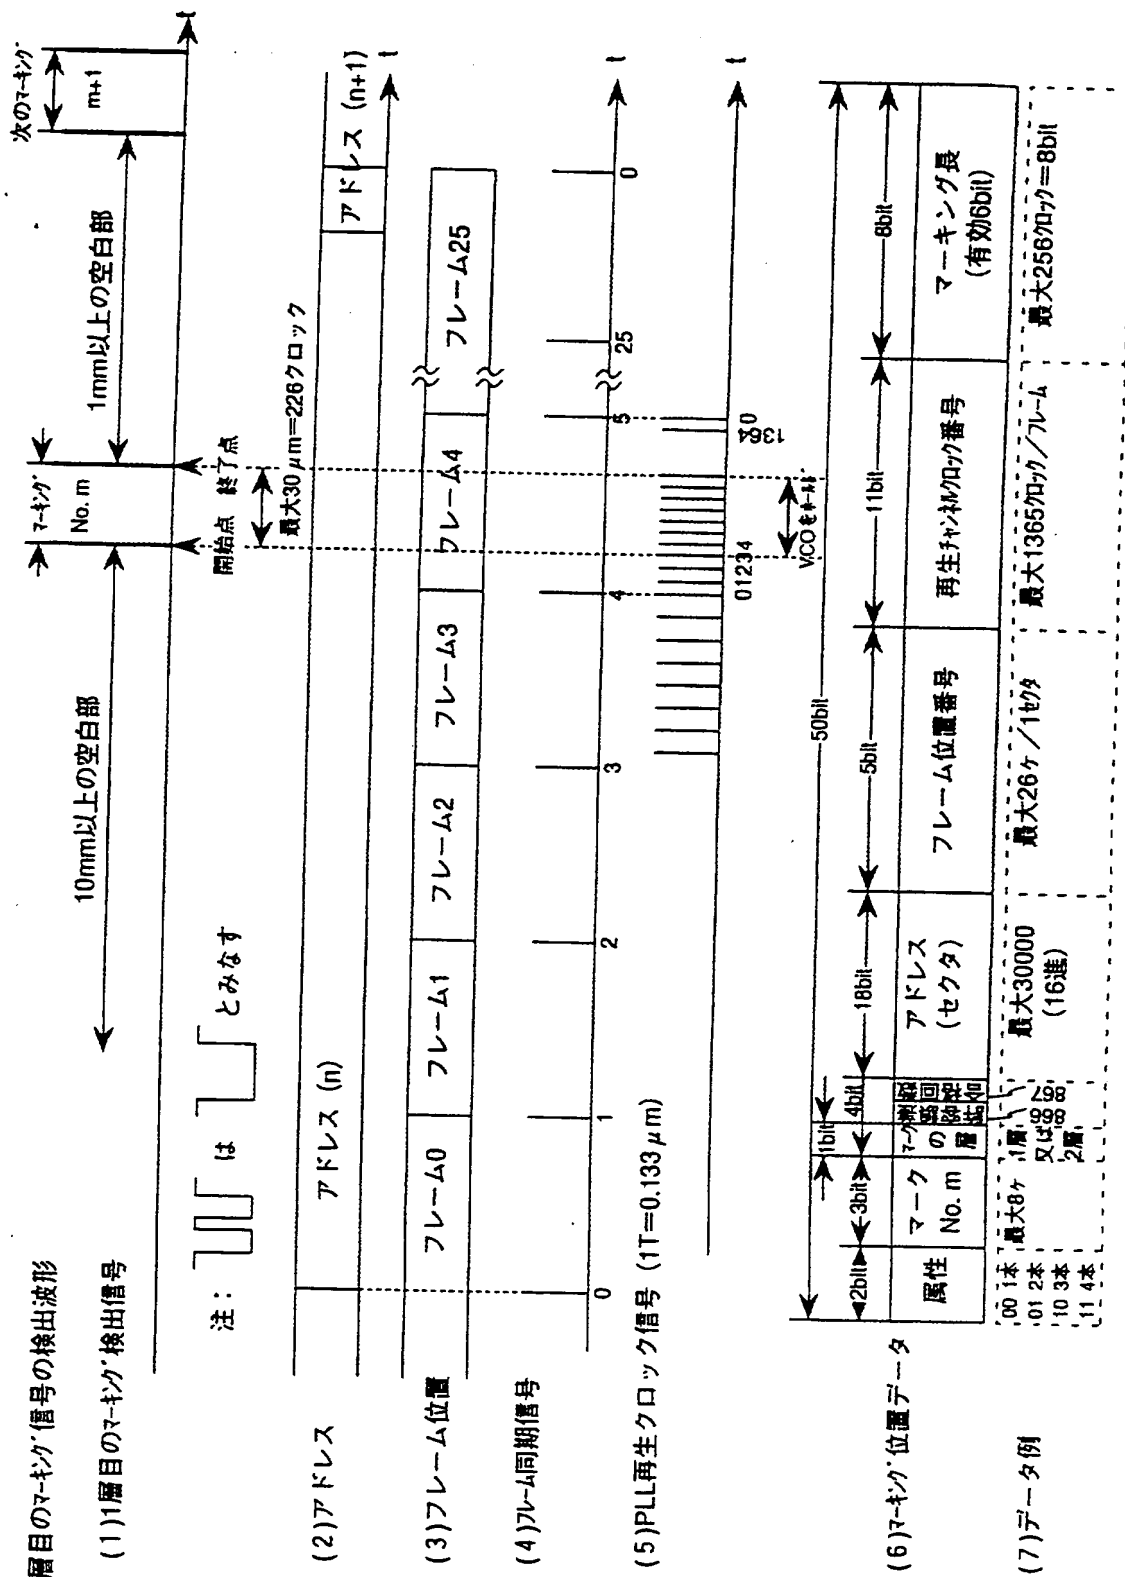 層目のマーキング信号の検出波形
(1)1層目のマーキング検出信号
10mm以上の空白部
マーキング
No. m
1mm以上の空白部
次のマーキング
m+1
t
注:
は
とみなす
開始点
終了点
最大30μm=226クロック
(2)アドレス
アドレス (n)
アドレス
アドレス (n+1)
t
(3)フレーム位置
フレーム0
フレーム1
フレーム2
フレーム3
フレーム4
フレーム25
(4)フレーム同期信号
0
1
2
3
4
5
25
0
t
(5)PLL再生クロック信号 (1T=0.133μm)
01234
1364
0
t
VCOをホールド
50bit
(6)マーキング位置データ
2bit
3bit
1bit
4bit
18bit
5bit
11bit
8bit
属性
マーク
No. m
マーク
の
層
アドレス
(セクタ)
フレーム位置番号
再生チャンネルクロック番号
マーキング長
(有効6bit)
(7)データ例
00 1本
01 2本
10 3本
11 4本
最大8ヶ
1層
又は
2層
866
867
最大30000
(16進)
最大26ヶ/1セクタ
最大1365クロック/フレーム
最大256クロック=8bit